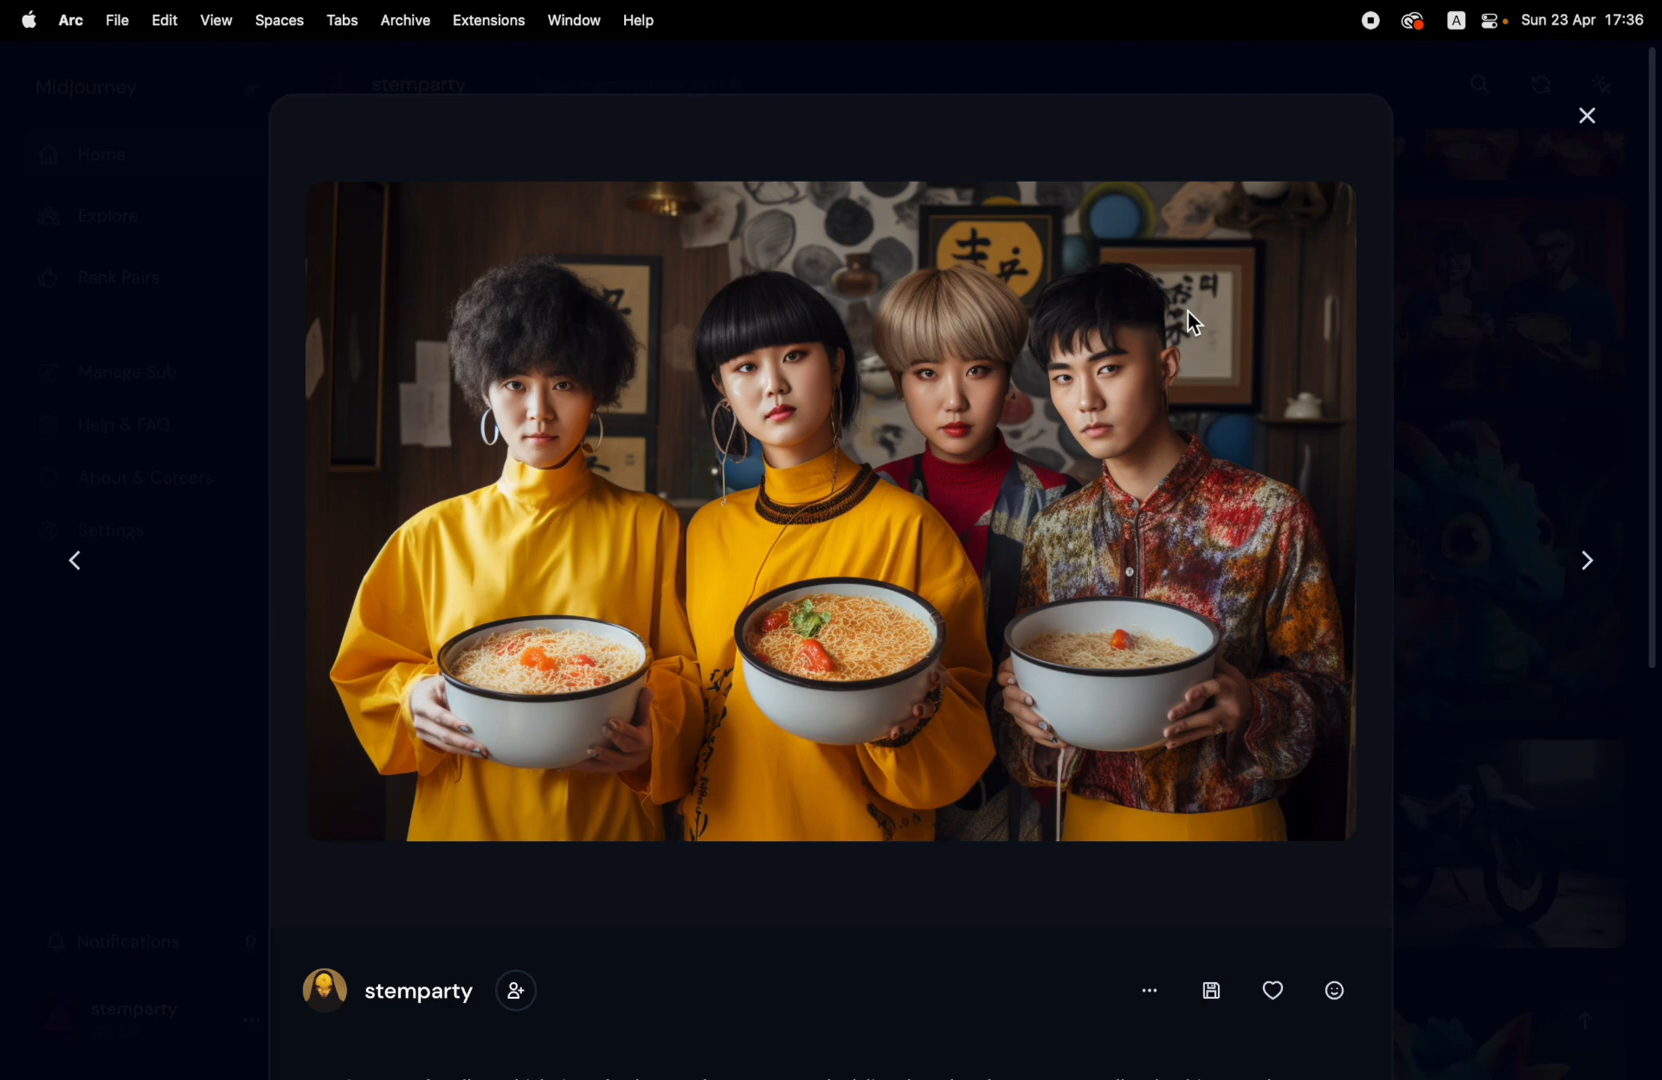 Arc File Edit View Spaces Tabs Archive Extensions Window Help A Sun 23 Apr 17:36
Midjourney
stemparty
Home
Explore
Rank Pairs
Manage Sub
Help & FAQ
About & Careers
Settings
Notifications 0
stemparty
stemparty